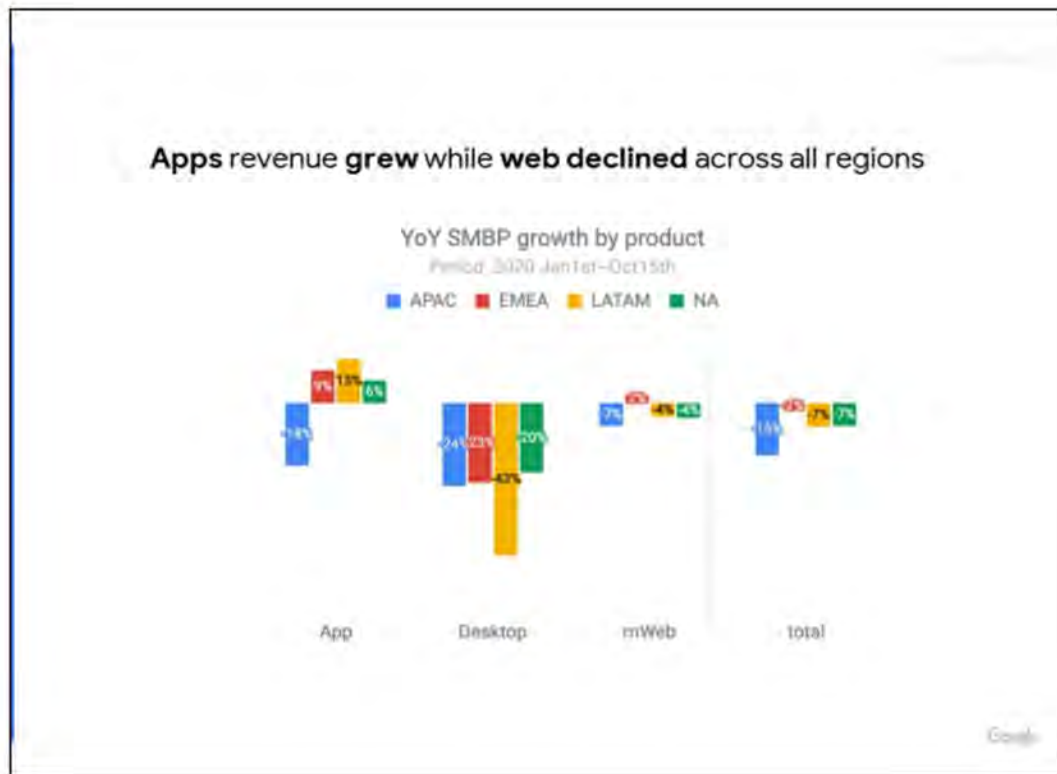 Apps revenue grew while web declined across all regions
YoY SMBP growth by product
Period: 2020 Jan1st-Oct15th
APAC EMEA LATAM NA
9% 13% 6%
-24% -23% -43% -20%
-7% -4% -4%
-7% -7%
App Desktop mWeb total
Google